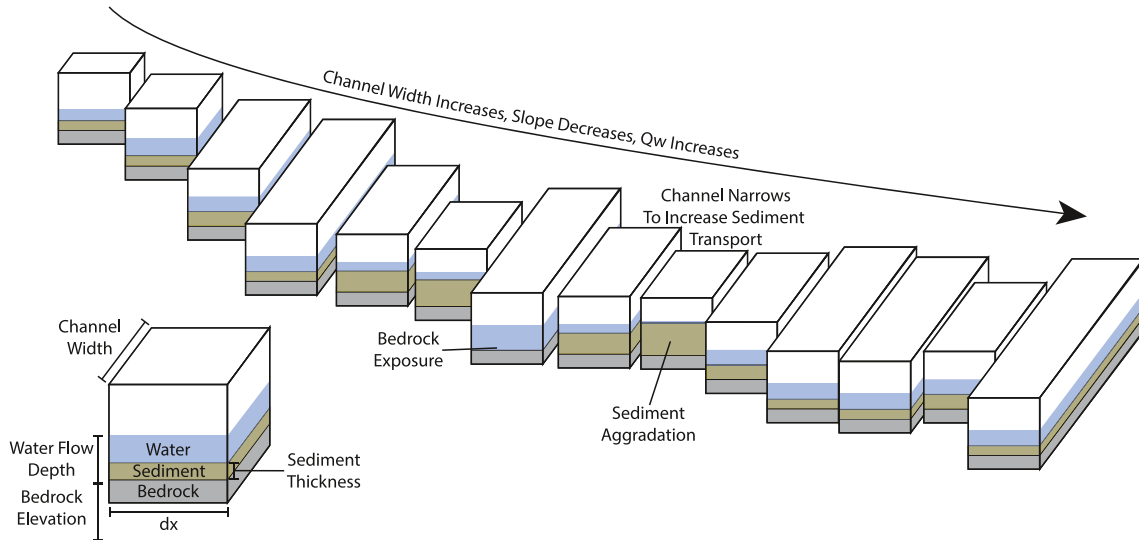 Channel Width Increases, Slope Decreases, Qw Increases
Channel Narrows
To Increase Sediment
Transport
Bedrock
Exposure
Sediment
Aggradation
Channel
Width
Water Flow
Depth
Bedrock
Elevation
Water
Sediment
Bedrock
Sediment
Thickness
dx